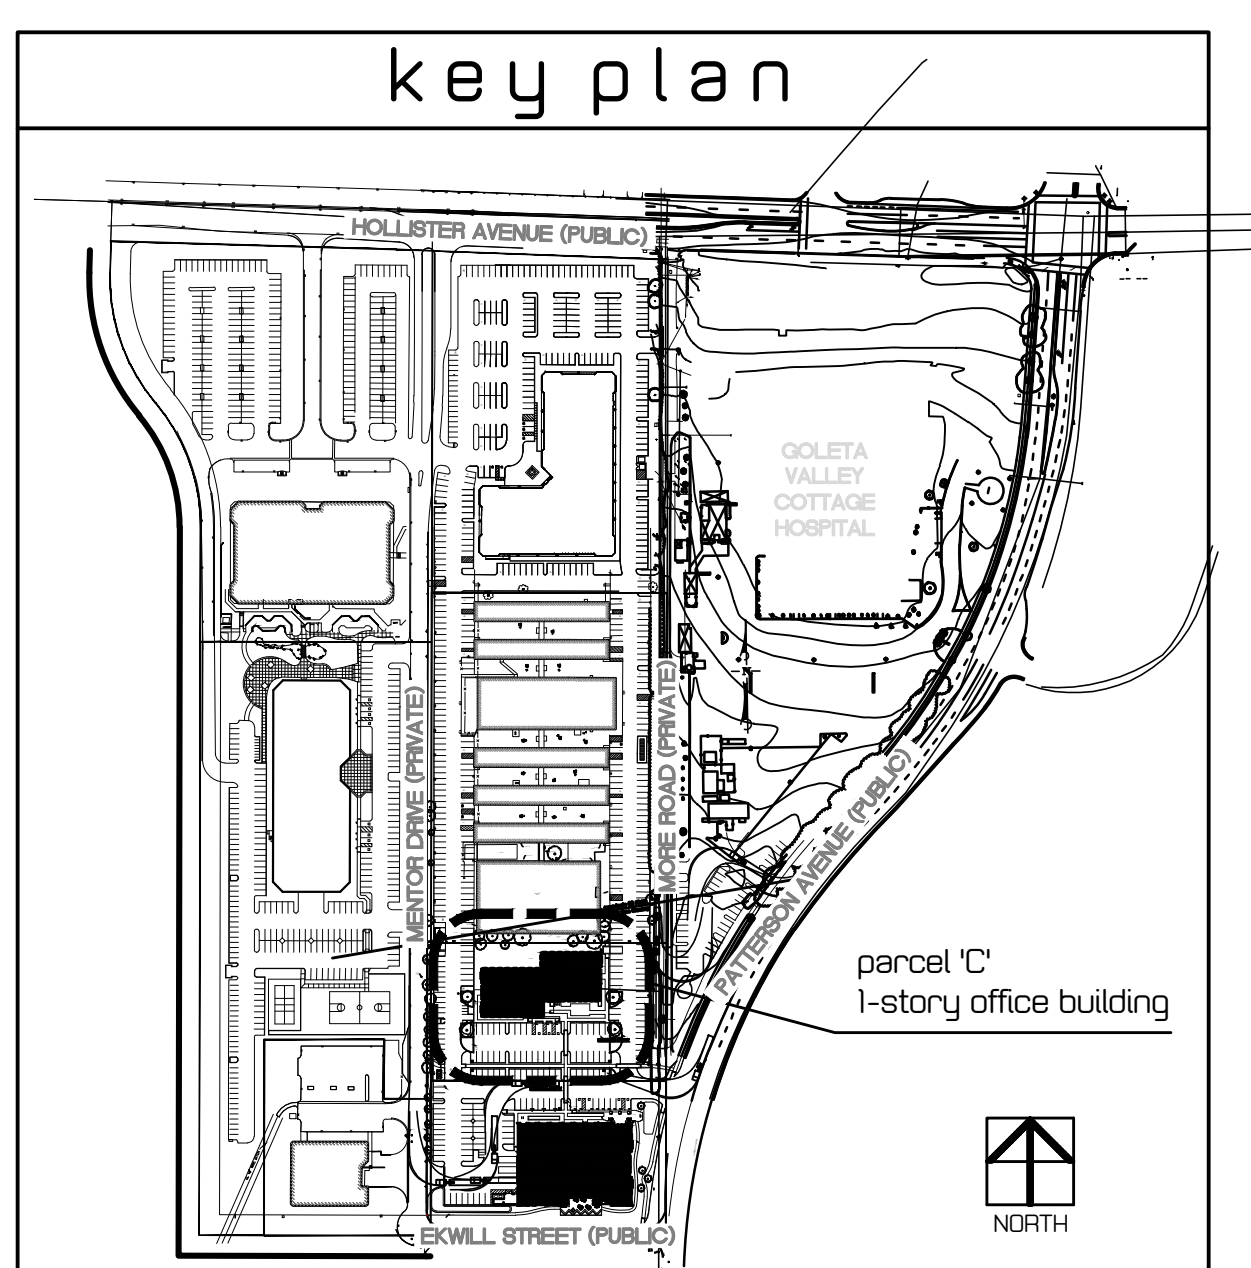 key plan
HOLLISTER AVENUE (PUBLIC)
GOLETA
VALLEY
COTTAGE
HOSPITAL
MENTOR DRIVE (PRIVATE)
MORE ROAD (PRIVATE)
PATTERSON AVENUE (PUBLIC)
parcel 'C'
1-story office building
NORTH
EKWILL STREET (PUBLIC)